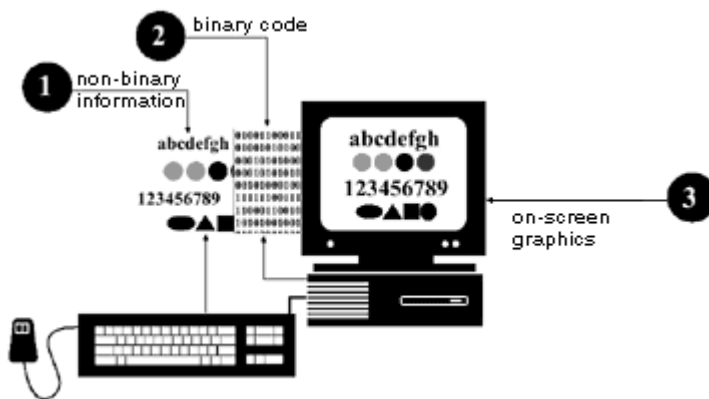 2
binary code
1
non-binary
information
abcdefgh
123456789
abcdefgh
123456789
3
on-screen
graphics